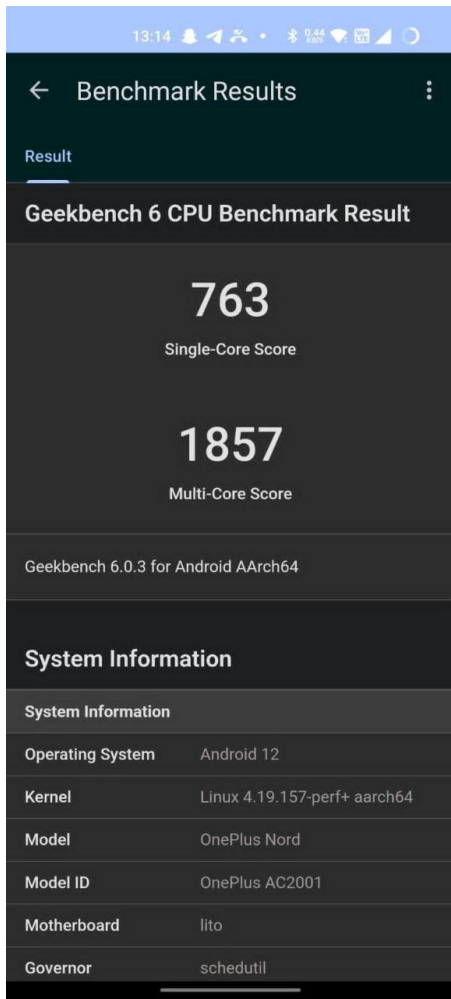 13:14
0.44
Benchmark Results
Result
Geekbench 6 CPU Benchmark Result
763
Single-Core Score
1857
Multi-Core Score
Geekbench 6.0.3 for Android AArch64
System Information
System Information
Operating System Android 12
Kernel Linux 4.19.157-perf+ aarch64
Model OnePlus Nord
Model ID OnePlus AC2001
Motherboard lito
Governor schedutil